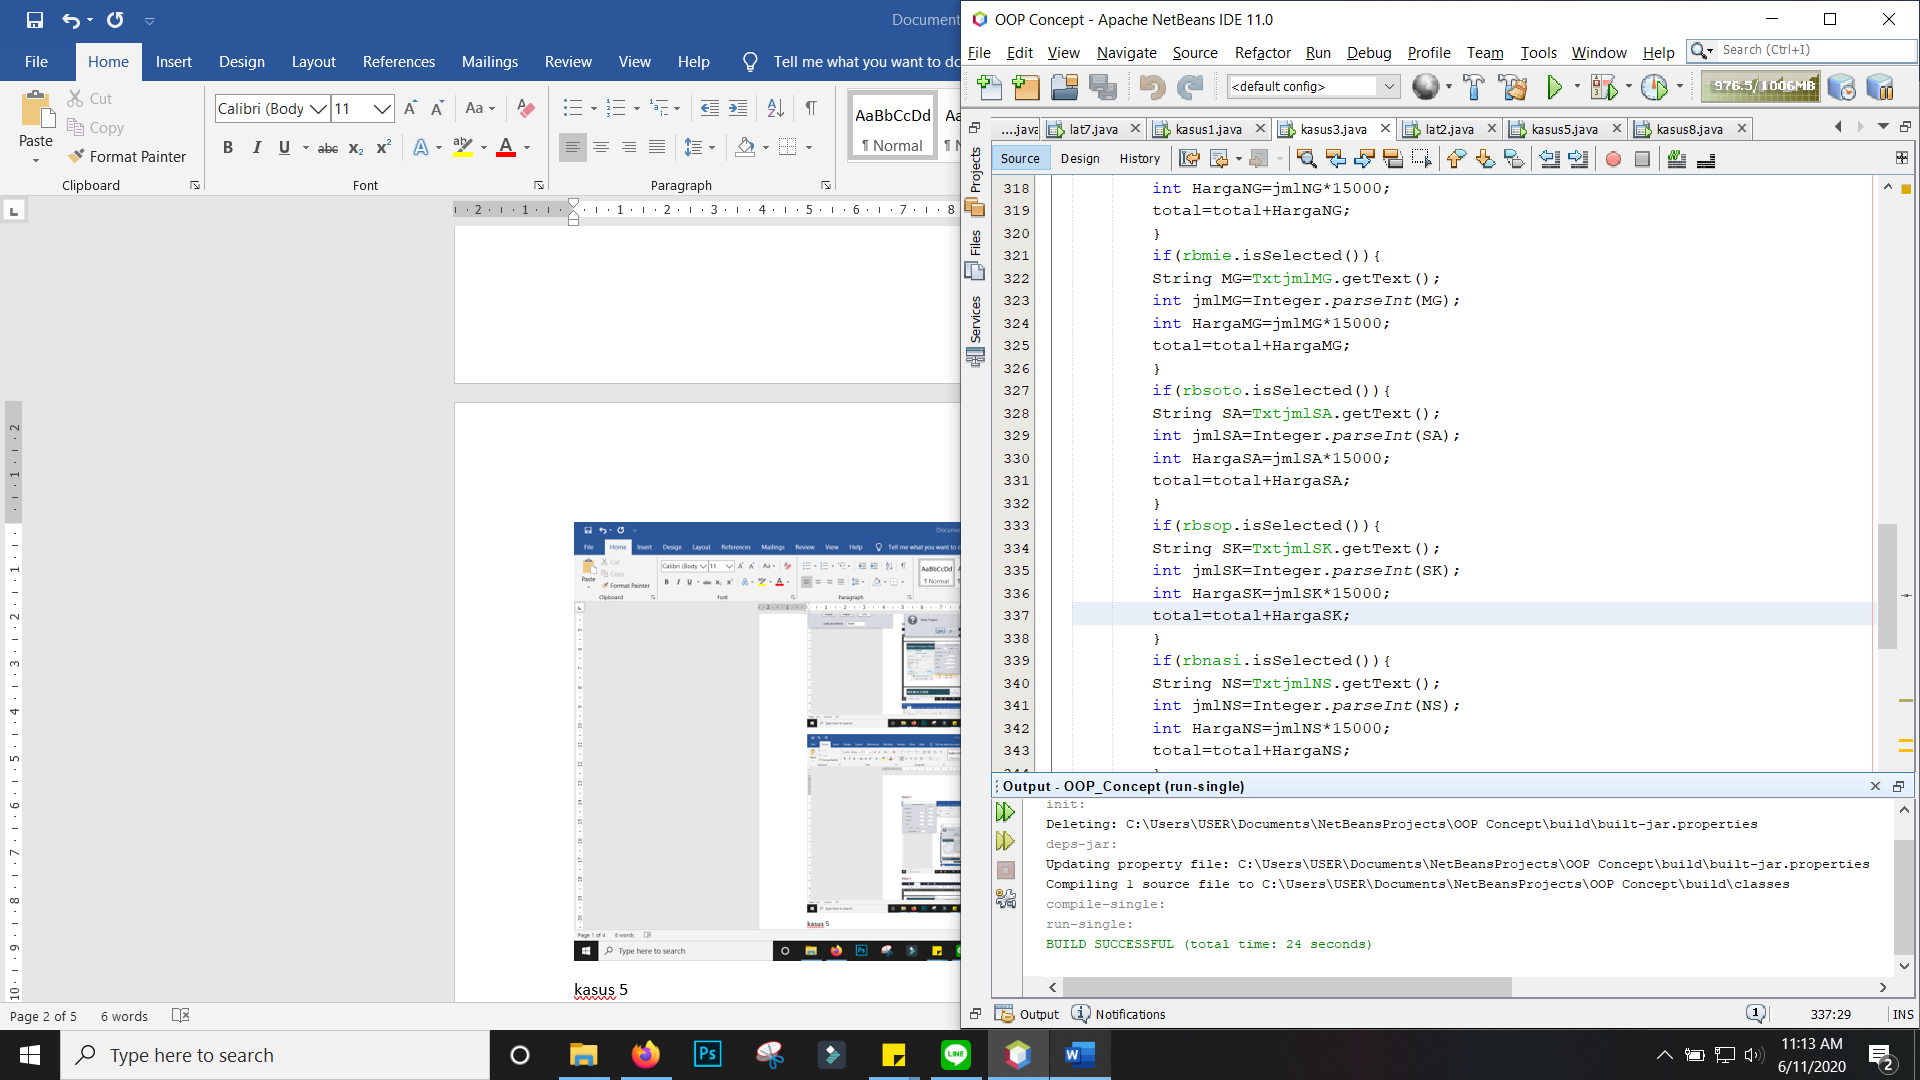 Document
File Home Insert Design Layout References Mailings Review View Help Tell me what you want to do
Paste
Cut
Copy
Format Painter
Clipboard
Calibri (Body 11
Aa
B I U abc x₂ x² A ab A
Font
Paragraph
AaBbCcDd
¶ Normal
kasus 5
kasus 5
Page 2 of 5 6 words
OOP Concept - Apache NetBeans IDE 11.0
File Edit View Navigate Source Refactor Run Debug Profile Team Tools Window Help Search (Ctrl+I)
<default config> 976.5/1006MB
....java lat7.java kasus1.java kasus3.java lat2.java kasus5.java kasus8.java
Source Design History
Projects
Files
Services
318 int HargaNG=jmlNG*15000;
319 total=total+HargaNG;
320 }
321 if(rbmie.isSelected()){
322 String MG=TxtjmlMG.getText();
323 int jmlMG=Integer.parseInt(MG);
324 int HargaMG=jmlMG*15000;
325 total=total+HargaMG;
326 }
327 if(rbsoto.isSelected()){
328 String SA=TxtjmlSA.getText();
329 int jmlSA=Integer.parseInt(SA);
330 int HargaSA=jmlSA*15000;
331 total=total+HargaSA;
332 }
333 if(rbsop.isSelected()){
334 String SK=TxtjmlSK.getText();
335 int jmlSK=Integer.parseInt(SK);
336 int HargaSK=jmlSK*15000;
337 total=total+HargaSK;
338 }
339 if(rbnasi.isSelected()){
340 String NS=TxtjmlNS.getText();
341 int jmlNS=Integer.parseInt(NS);
342 int HargaNS=jmlNS*15000;
343 total=total+HargaNS;
Output - OOP_Concept (run-single)
init:
Deleting: C:\Users\USER\Documents\NetBeansProjects\OOP Concept\build\built-jar.properties
deps-jar:
Updating property file: C:\Users\USER\Documents\NetBeansProjects\OOP Concept\build\built-jar.properties
Compiling 1 source file to C:\Users\USER\Documents\NetBeansProjects\OOP Concept\build\classes
compile-single:
run-single:
BUILD SUCCESSFUL (total time: 24 seconds)
Output Notifications 1 337:29 INS
Type here to search
11:13 AM
6/11/2020
2